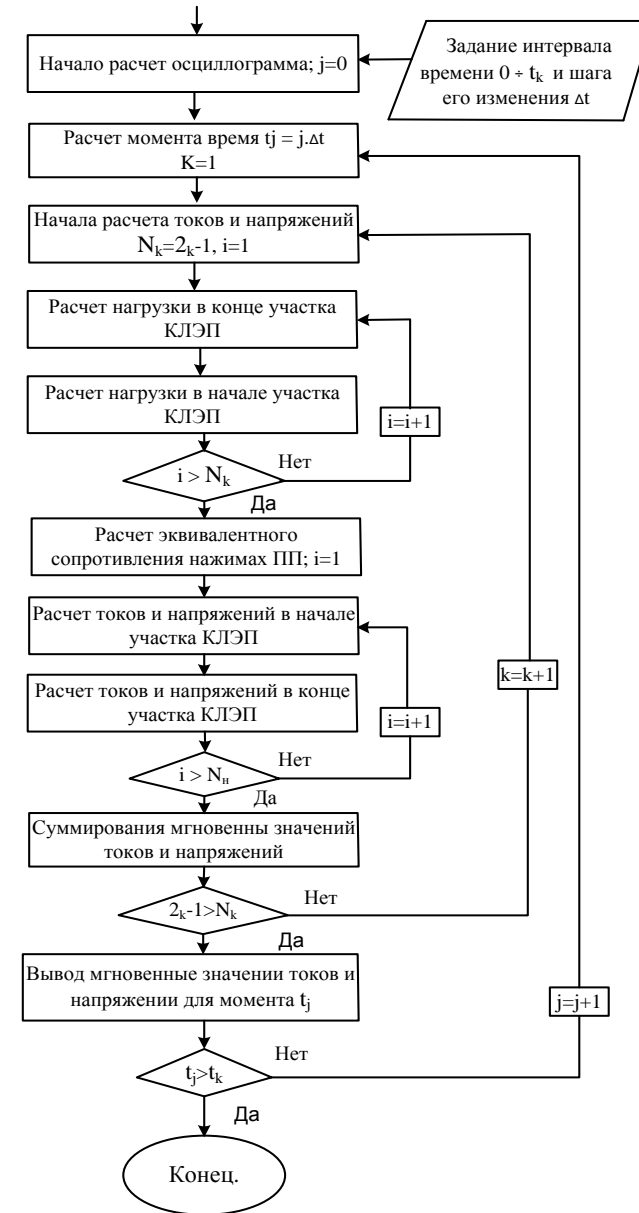 Начало расчет осциллограмма; j=0
Задание интервала
времени 0 ÷ tₖ и шага
его изменения Δt
Расчет момента время tj = j.Δt
K=1
Начала расчета токов и напряжений
Nₖ=2ₖ-1, i=1
Расчет нагрузки в конце участка
КЛЭП
Расчет нагрузки в начале участка
КЛЭП
i=i+1
i > Nₖ
Нет
Да
Расчет эквивалентного
сопротивления нажимах ПП; i=1
Расчет токов и напряжений в начале
участка КЛЭП
k=k+1
Расчет токов и напряжений в конце
участка КЛЭП
i=i+1
i > Nн
Нет
Да
Суммирования мгновенны значений
токов и напряжений
2ₖ-1>Nₖ
Нет
Да
Вывод мгновенные значении токов и
напряжении для момента tⱼ
j=j+1
tⱼ>tₖ
Нет
Да
Конец.